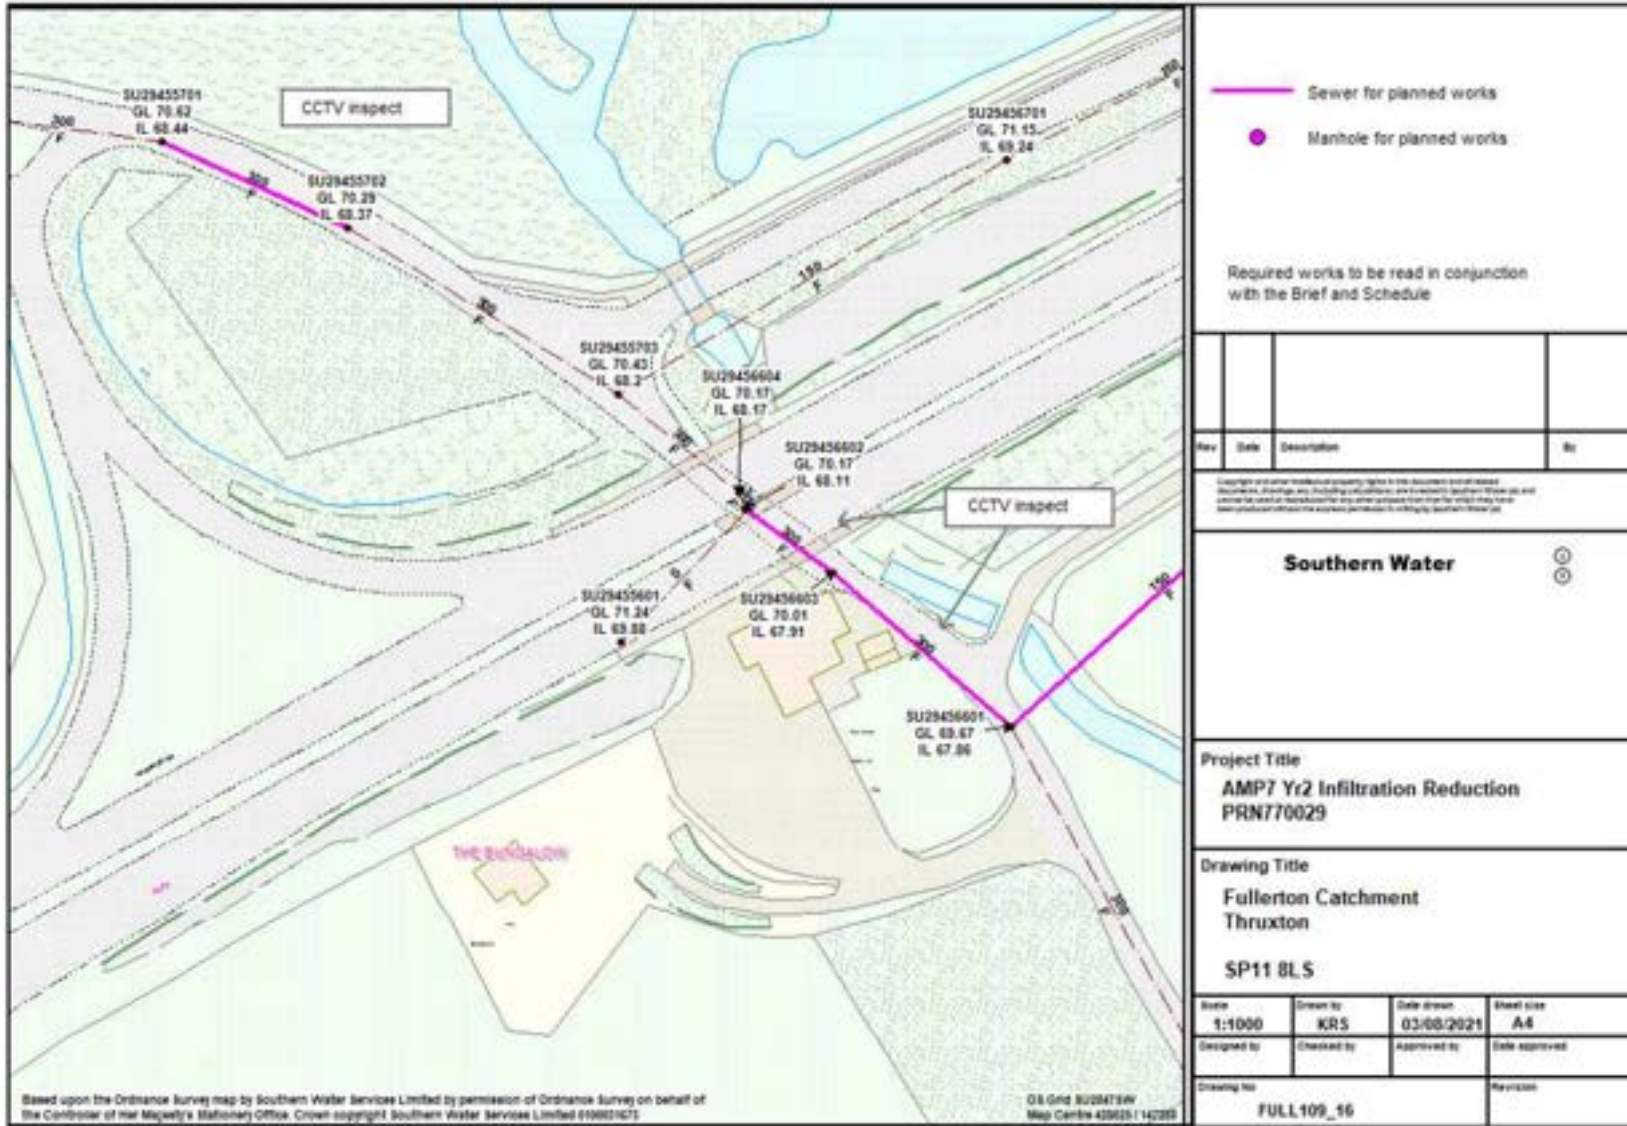 SU29455701
GL 70.62
IL 68.44
CCTV inspect
300
F
SU29455702
GL 70.29
IL 68.37
300
F
SU29456701
GL 71.15
IL 69.24
150
F
300
F
SU29455703
GL 70.43
IL 68.2
SU29456604
GL 70.17
IL 68.17
300
F
SU29456602
GL 70.17
IL 68.11
CCTV inspect
300
F
SU29455601
GL 71.24
IL 69.88
SU29456603
GL 70.01
IL 67.91
150
300
F
SU29456601
GL 69.67
IL 67.86
THE BUNGALOW
300
F
Based upon the Ordnance Survey map by Southern Water Services Limited by permission of Ordnance Survey on behalf of
the Controller of Her Majesty's Stationery Office. Crown copyright Southern Water Services Limited
OS Grid
Map Centre
Sewer for planned works
Manhole for planned works
Required works to be read in conjunction
with the Brief and Schedule
Rev Date Description By
Southern Water
Project Title
AMP7 Yr2 Infiltration Reduction
PRN770029
Drawing Title
Fullerton Catchment
Thruxton
SP11 8LS
Scale Drawn by Date drawn Sheet size
1:1000 KRS 03/08/2021 A4
Designed by Checked by Approved by Date approved
Drawing No Revision
FULL109_16